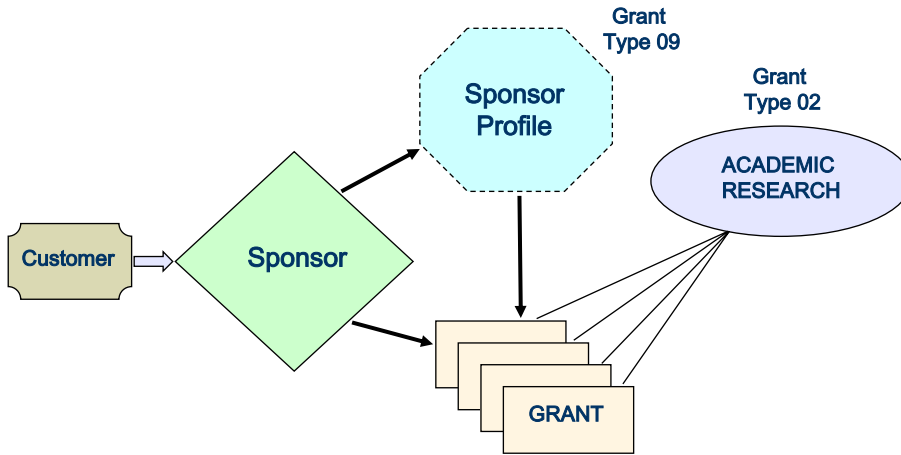 Grant
Type 09
Grant
Type 02
Sponsor
Profile
ACADEMIC
RESEARCH
Customer
Sponsor
GRANT